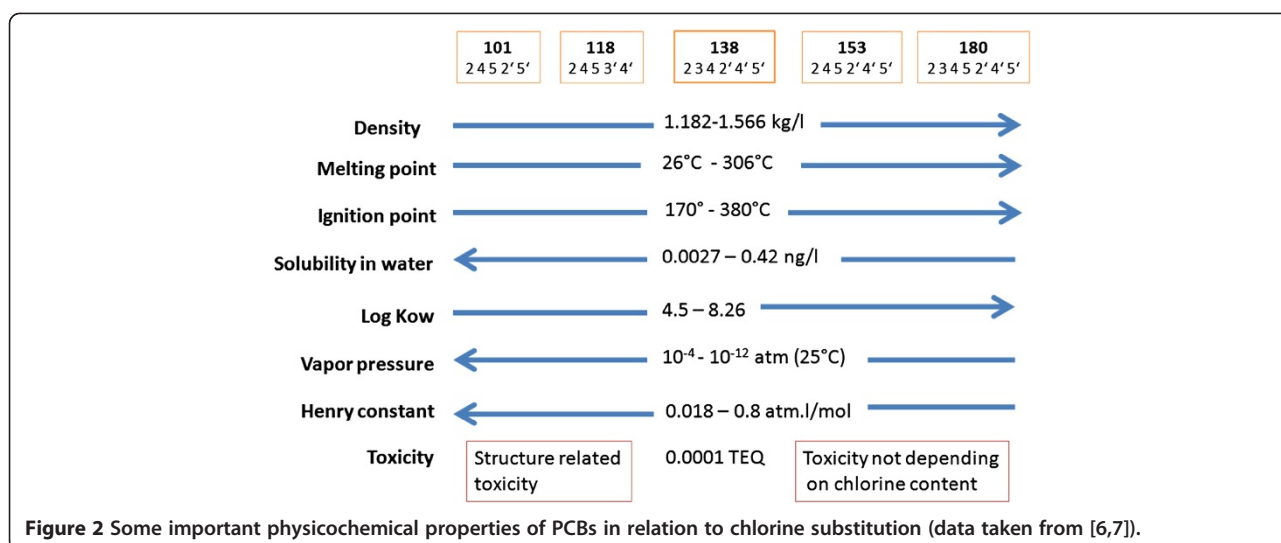 101 118 138 153 180
2 4 5 2‘ 5‘ 2 4 5 3‘ 4‘ 2 3 4 2‘ 4‘ 5‘ 2 4 5 2‘ 4‘ 5‘ 2 3 4 5 2‘ 4‘ 5‘
Density 1.182-1.566 kg/l
Melting point 26°C - 306°C
Ignition point 170° - 380°C
Solubility in water 0.0027 – 0.42 ng/l
Log Kow 4.5 – 8.26
Vapor pressure 10-4 - 10-12 atm (25°C)
Henry constant 0.018 – 0.8 atm.l/mol
Toxicity Structure related 0.0001 TEQ Toxicity not depending
toxicity on chlorine content
Figure 2 Some important physicochemical properties of PCBs in relation to chlorine substitution (data taken from [6,7]).